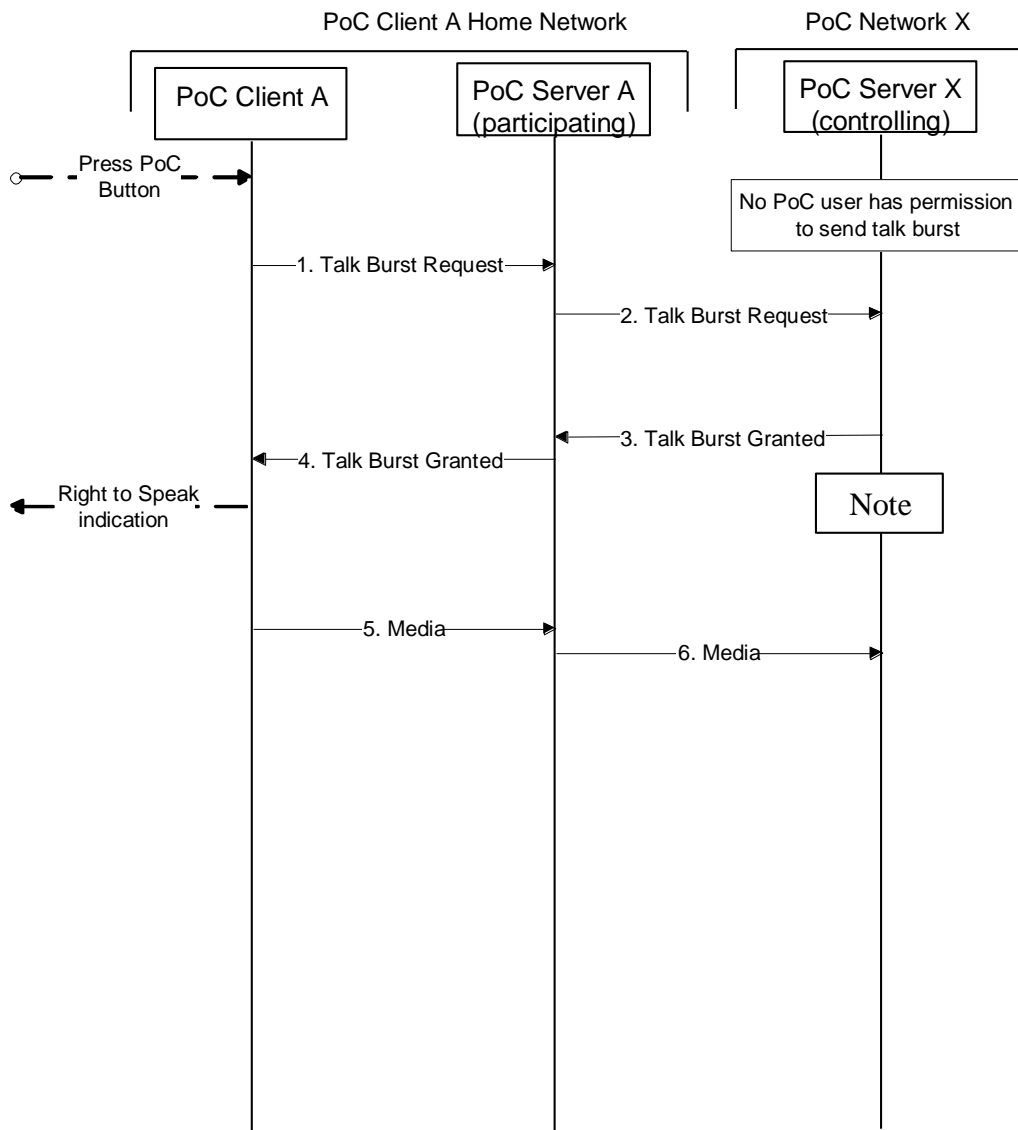 PoC Client A Home Network
PoC Network X
PoC Client A
PoC Server A
(participating)
PoC Server X
(controlling)
Press PoC
Button
No PoC user has permission
to send talk burst
1. Talk Burst Request
2. Talk Burst Request
3. Talk Burst Granted
4. Talk Burst Granted
Right to Speak
indication
Note
5. Media
6. Media